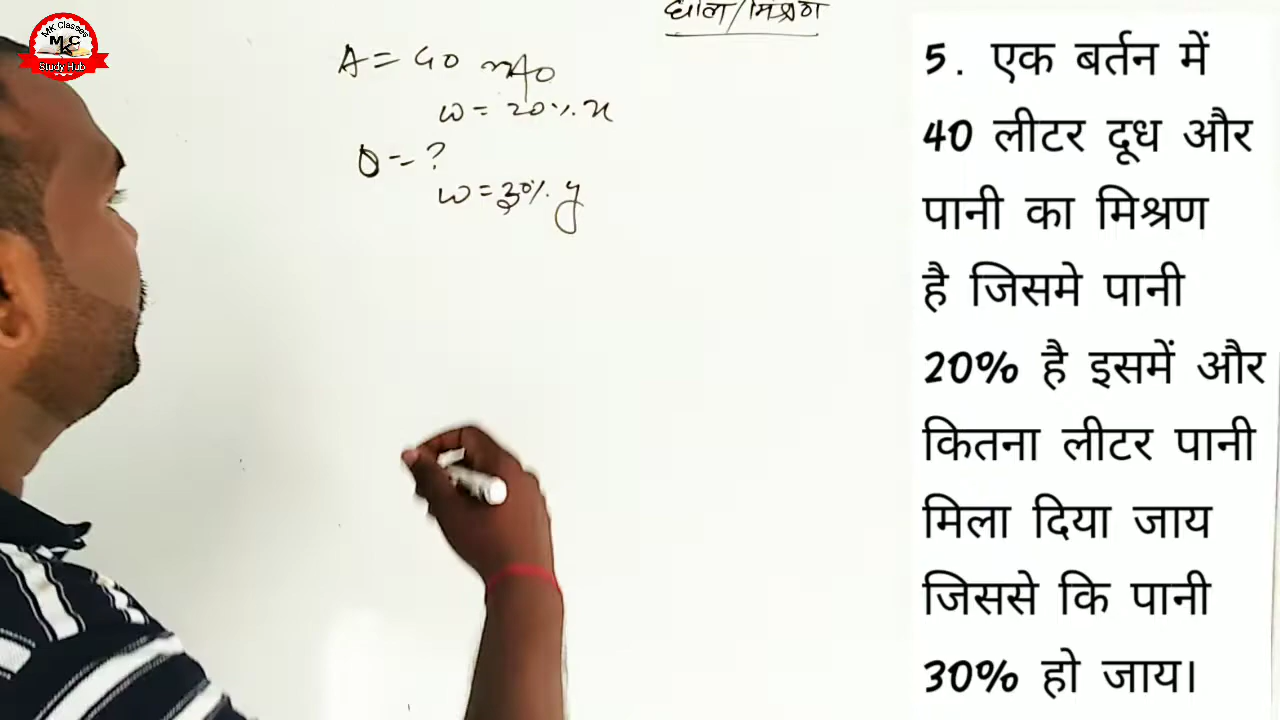 MK Classes
M C
K
Study Hub
घोल/मिश्रण
A = 40
w = 20% x
= ?
w = 30% y
5. एक बर्तन में
40 लीटर दूध और
पानी का मिश्रण
है जिसमे पानी
20% है इसमें और
कितना लीटर पानी
मिला दिया जाय
जिससे कि पानी
30% हो जाय।